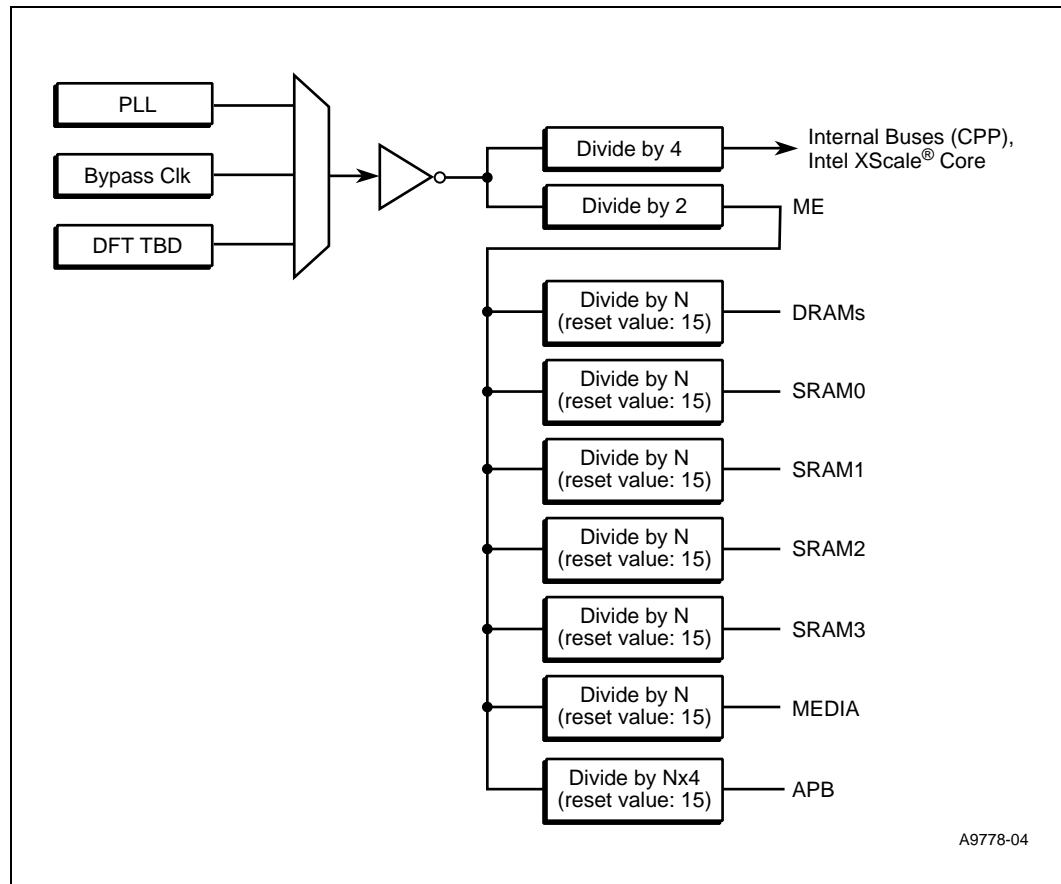 PLL
Bypass Clk
DFT TBD
Divide by 4
Internal Buses (CPP),
Intel XScale® Core
Divide by 2
ME
Divide by N
(reset value: 15)
DRAMs
Divide by N
(reset value: 15)
SRAM0
Divide by N
(reset value: 15)
SRAM1
Divide by N
(reset value: 15)
SRAM2
Divide by N
(reset value: 15)
SRAM3
Divide by N
(reset value: 15)
MEDIA
Divide by Nx4
(reset value: 15)
APB
A9778-04